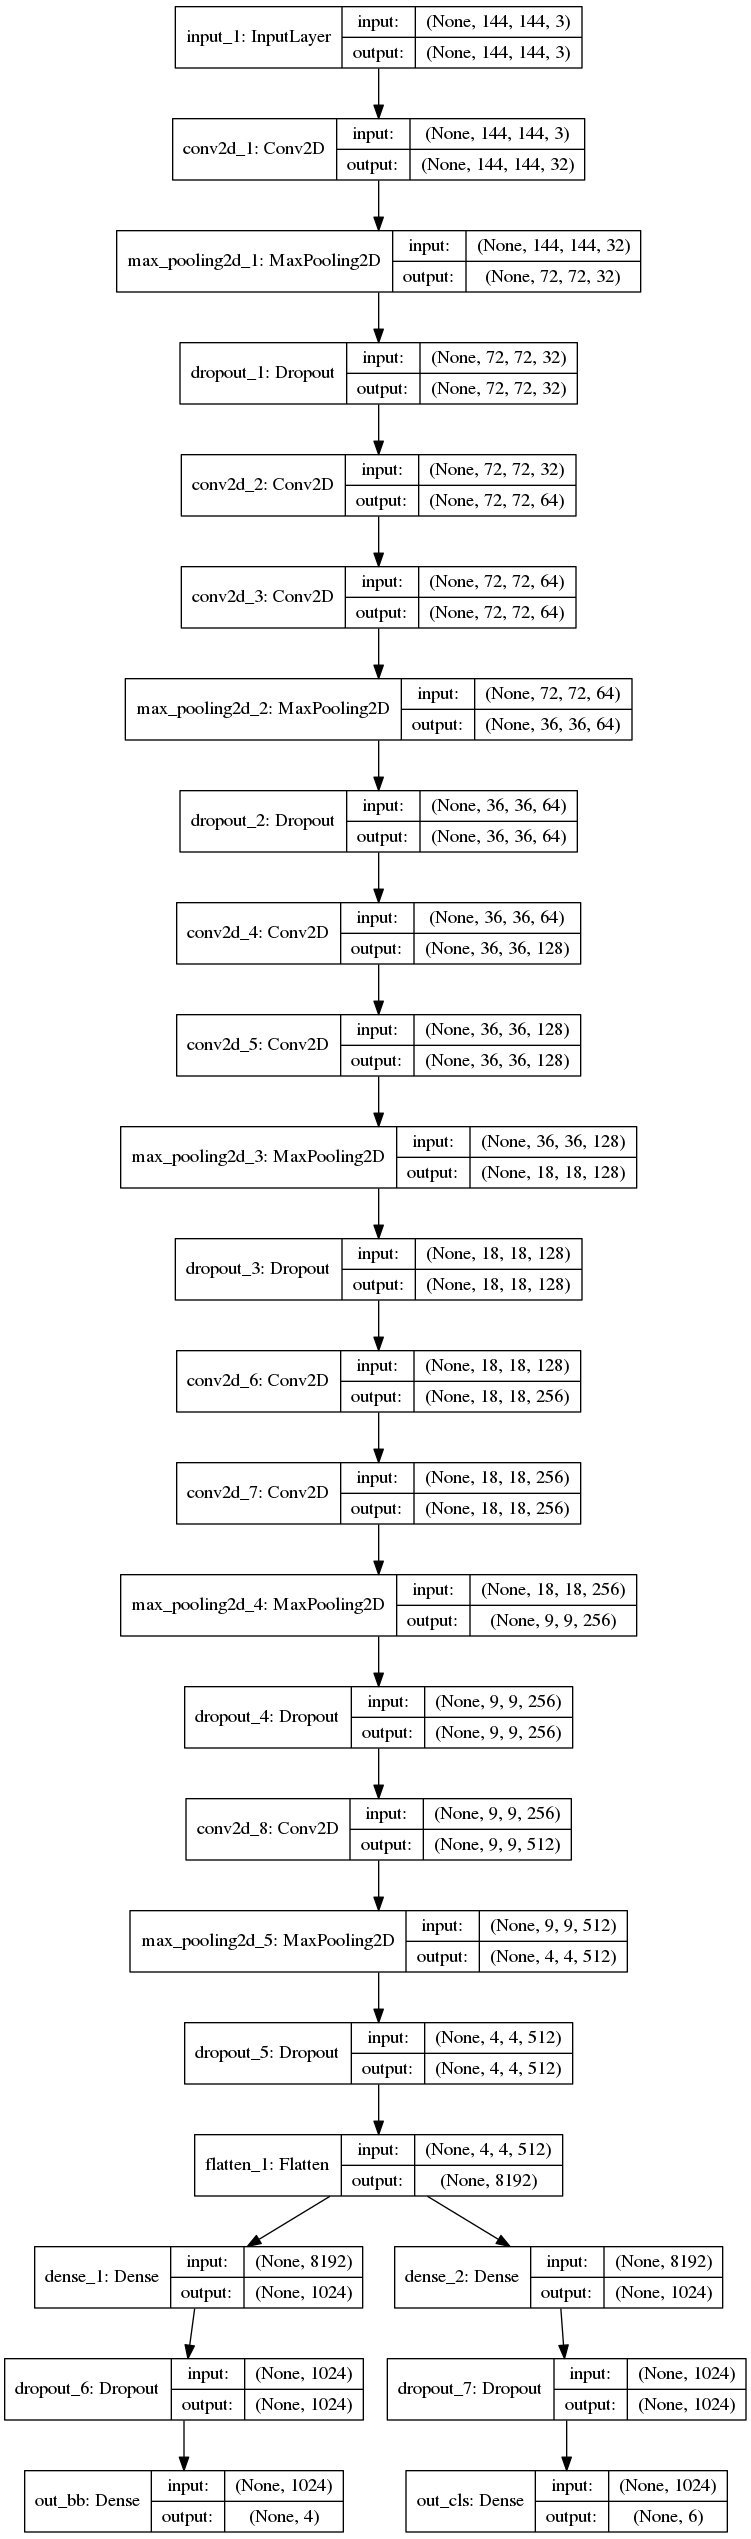 input_1: InputLayer
input: (None, 144, 144, 3)
output: (None, 144, 144, 3)
conv2d_1: Conv2D
input: (None, 144, 144, 3)
output: (None, 144, 144, 32)
max_pooling2d_1: MaxPooling2D
input: (None, 144, 144, 32)
output: (None, 72, 72, 32)
dropout_1: Dropout
input: (None, 72, 72, 32)
output: (None, 72, 72, 32)
conv2d_2: Conv2D
input: (None, 72, 72, 32)
output: (None, 72, 72, 64)
conv2d_3: Conv2D
input: (None, 72, 72, 64)
output: (None, 72, 72, 64)
max_pooling2d_2: MaxPooling2D
input: (None, 72, 72, 64)
output: (None, 36, 36, 64)
dropout_2: Dropout
input: (None, 36, 36, 64)
output: (None, 36, 36, 64)
conv2d_4: Conv2D
input: (None, 36, 36, 64)
output: (None, 36, 36, 128)
conv2d_5: Conv2D
input: (None, 36, 36, 128)
output: (None, 36, 36, 128)
max_pooling2d_3: MaxPooling2D
input: (None, 36, 36, 128)
output: (None, 18, 18, 128)
dropout_3: Dropout
input: (None, 18, 18, 128)
output: (None, 18, 18, 128)
conv2d_6: Conv2D
input: (None, 18, 18, 128)
output: (None, 18, 18, 256)
conv2d_7: Conv2D
input: (None, 18, 18, 256)
output: (None, 18, 18, 256)
max_pooling2d_4: MaxPooling2D
input: (None, 18, 18, 256)
output: (None, 9, 9, 256)
dropout_4: Dropout
input: (None, 9, 9, 256)
output: (None, 9, 9, 256)
conv2d_8: Conv2D
input: (None, 9, 9, 256)
output: (None, 9, 9, 512)
max_pooling2d_5: MaxPooling2D
input: (None, 9, 9, 512)
output: (None, 4, 4, 512)
dropout_5: Dropout
input: (None, 4, 4, 512)
output: (None, 4, 4, 512)
flatten_1: Flatten
input: (None, 4, 4, 512)
output: (None, 8192)
dense_1: Dense
input: (None, 8192)
output: (None, 1024)
dense_2: Dense
input: (None, 8192)
output: (None, 1024)
dropout_6: Dropout
input: (None, 1024)
output: (None, 1024)
dropout_7: Dropout
input: (None, 1024)
output: (None, 1024)
out_bb: Dense
input: (None, 1024)
output: (None, 4)
out_cls: Dense
input: (None, 1024)
output: (None, 6)